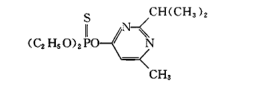 S
N CH(CH₃)₂
(C₂H₅O)₂PO N
CH₃